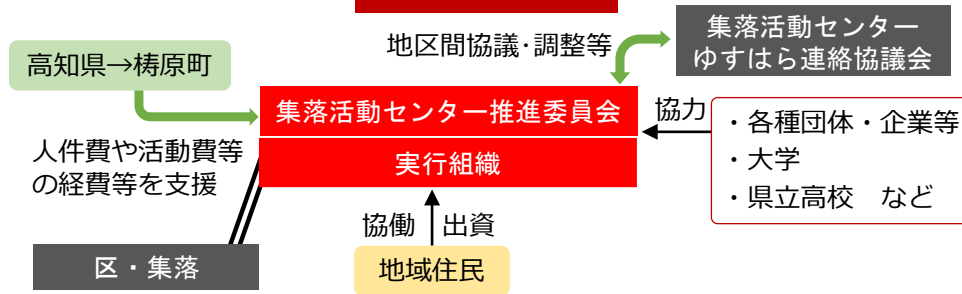 集落活動センター
ゆすはら連絡協議会
地区間協議・調整等
高知県→梼原町
集落活動センター推進委員会
協力
・各種団体・企業等
・大学
・県立高校　など
人件費や活動費等
の経費等を支援
実行組織
協働
出資
区・集落
地域住民